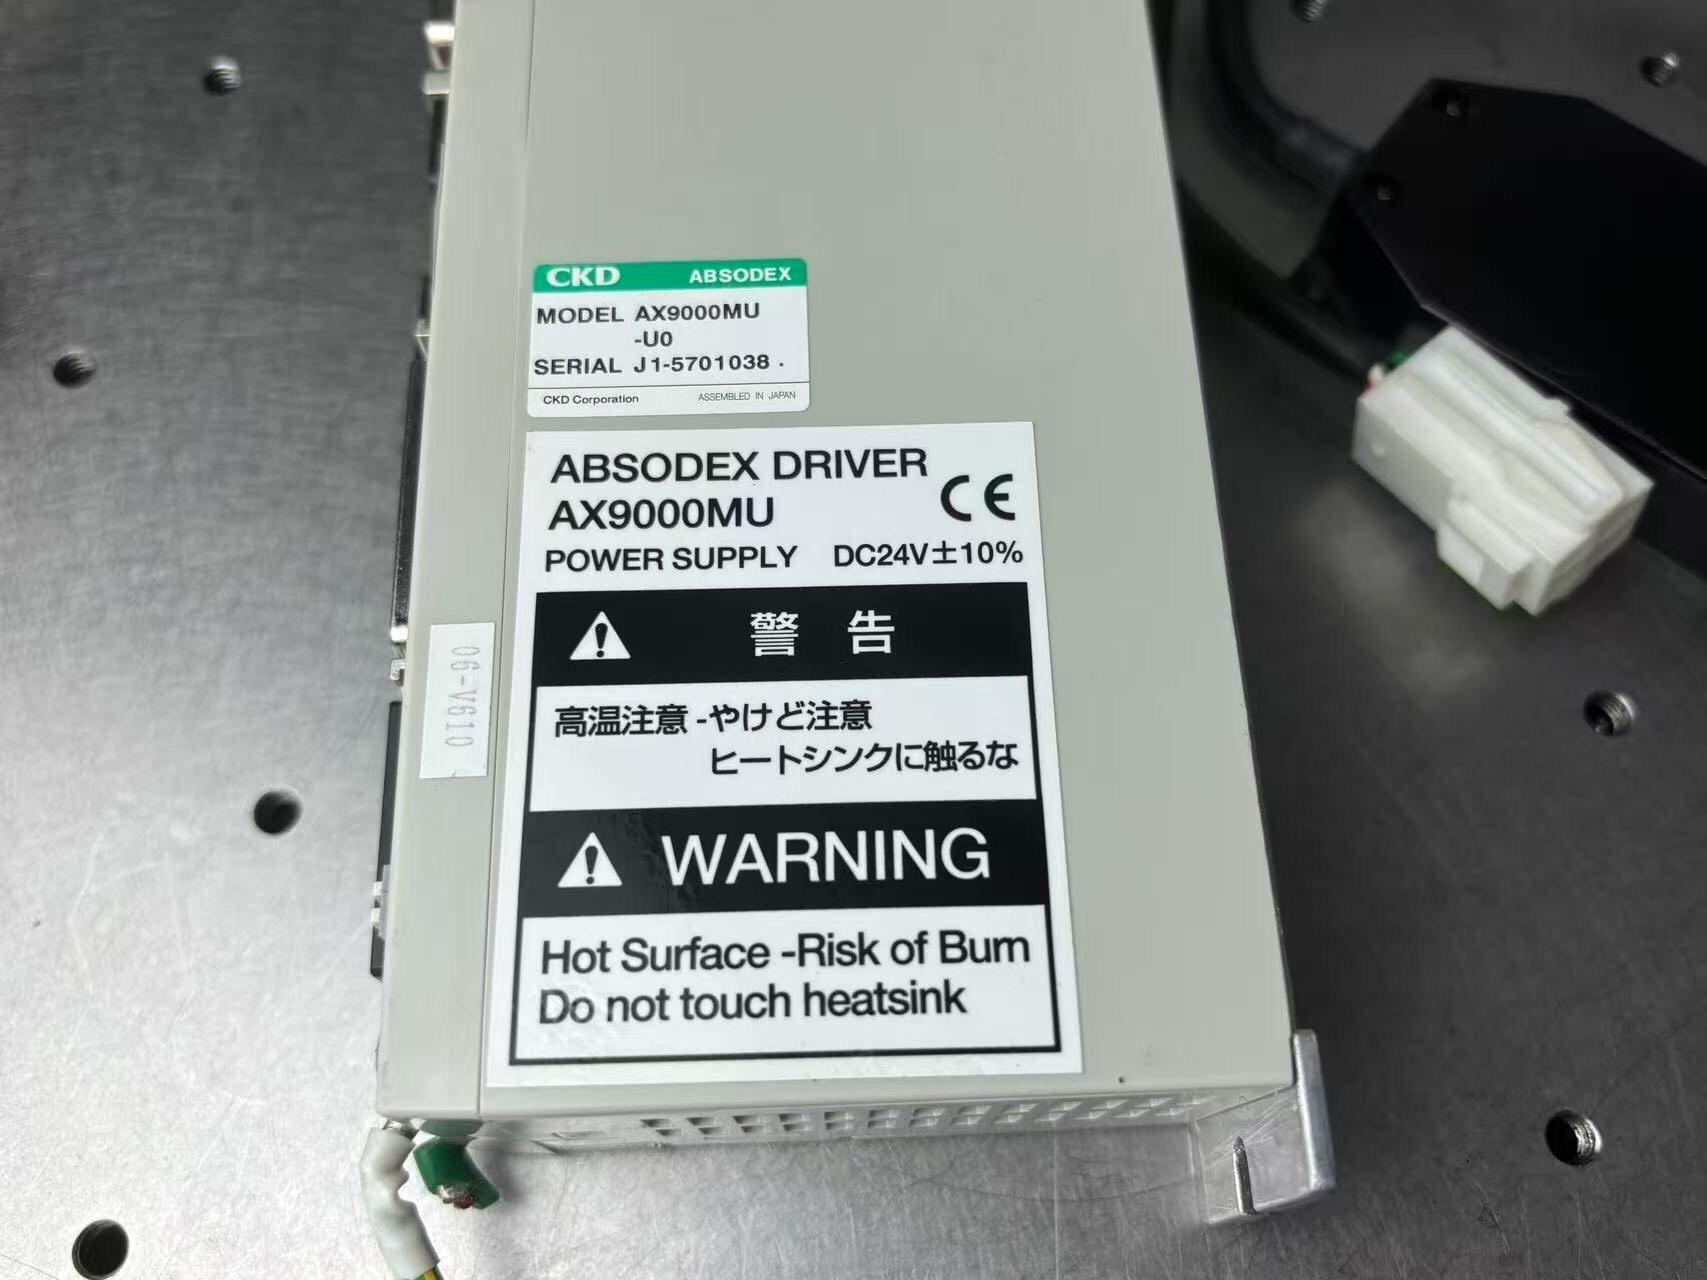 CKD ABSODEX
MODEL AX9000MU
-U0
SERIAL J1-5701038 .
CKD Corporation ASSEMBLED IN JAPAN
ABSODEX DRIVER
AX9000MU CE
POWER SUPPLY DC24V±10%
警 告
高温注意-やけど注意
ヒートシンクに触るな
WARNING
Hot Surface -Risk of Burn
Do not touch heatsink
06-V610